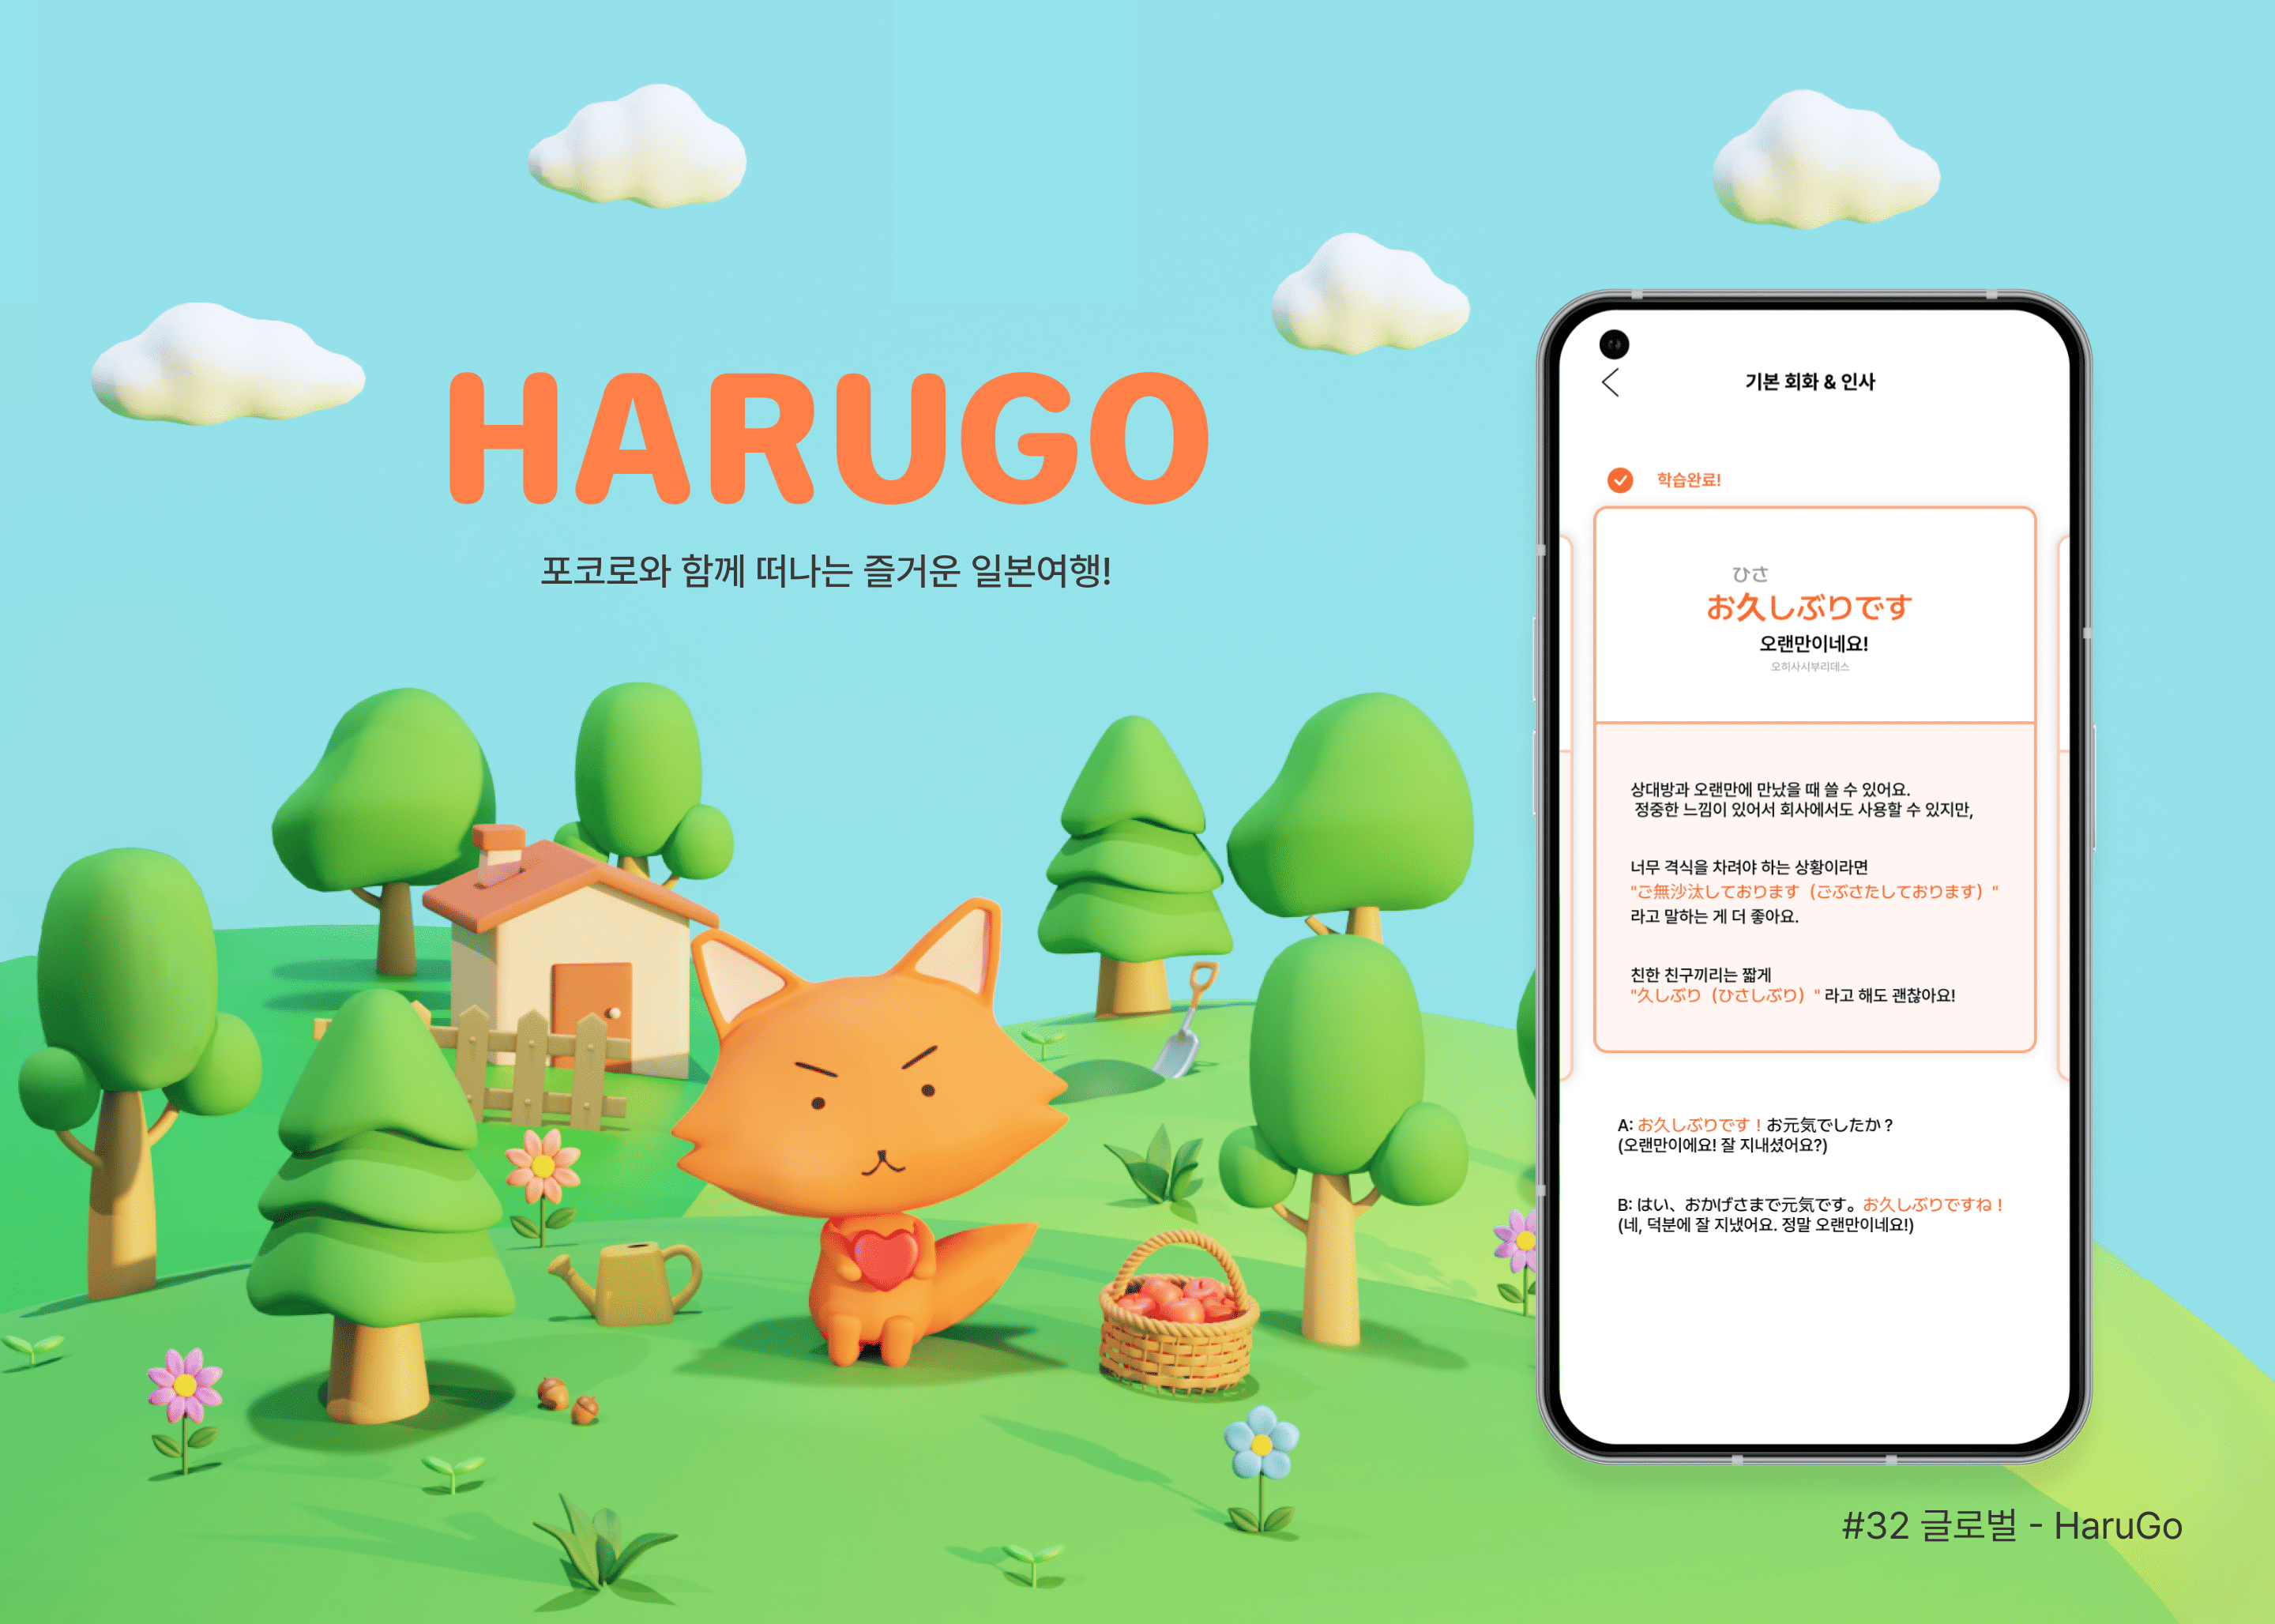 HARUGO
포코로와 함께 떠나는 즐거운 일본여행!
기본 회화 & 인사
학습완료!
ひさ
お久しぶりです
오랜만이네요!
오히사시부리데스
상대방과 오랜만에 만났을 때 쓸 수 있어요.
정중한 느낌이 있어서 회사에서도 사용할 수 있지만,
너무 격식을 차려야 하는 상황이라면
"ご無沙汰しております（ごぶさたしております）"
라고 말하는 게 더 좋아요.
친한 친구끼리는 짧게
"久しぶり（ひさしぶり）" 라고 해도 괜찮아요!
A: お久しぶりです！お元気でしたか？
(오랜만이에요! 잘 지내셨어요?)
B: はい、おかげさまで元気です。お久しぶりですね！
(네, 덕분에 잘 지냈어요. 정말 오랜만이네요!)
#32 글로벌 - HaruGo